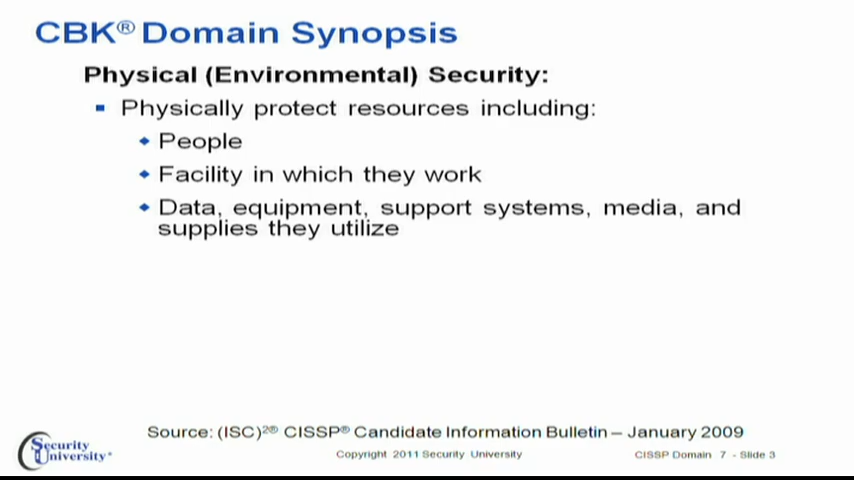 CBK® Domain Synopsis
Physical (Environmental) Security:
Physically protect resources including:
People
Facility in which they work
Data, equipment, support systems, media, and
supplies they utilize
Source: (ISC)²® CISSP® Candidate Information Bulletin – January 2009
Security
University
Copyright 2011 Security University
CISSP Domain 7 - Slide 3